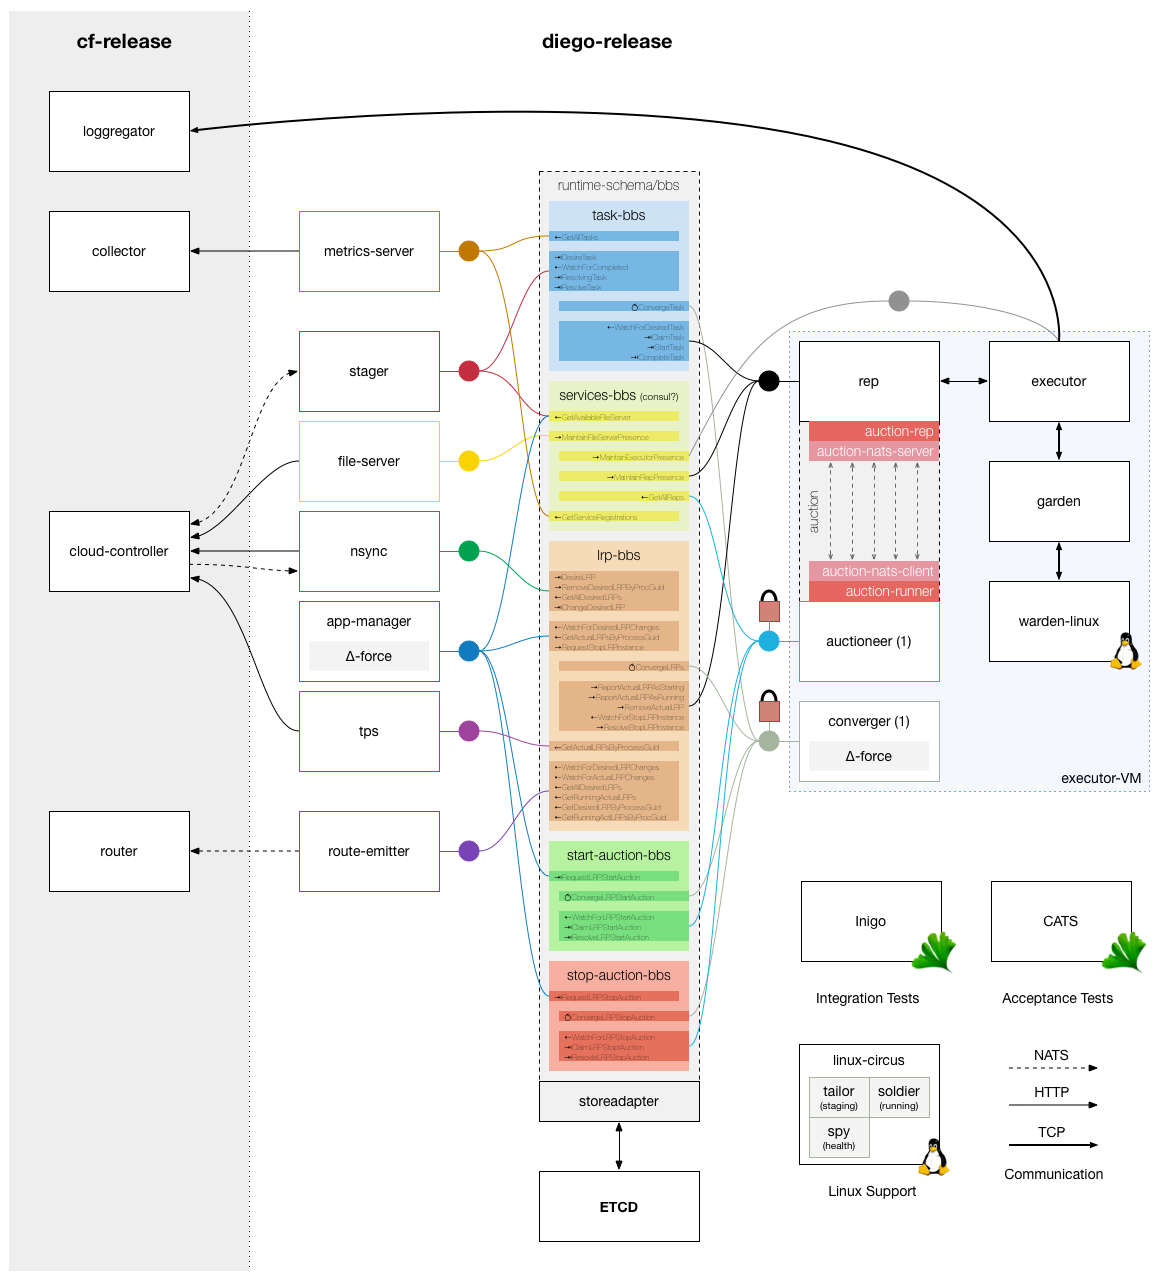 cf-release
diego-release
loggregator
collector
cloud-controller
router
metrics-server
stager
file-server
nsync
app-manager
Δ-force
tps
route-emitter
runtime-schema/bbs
task-bbs
GetAllTasks
DesireTask
WatchForCompleted
ResolvingTask
ResolveTask
ConvergeTask
WatchForDesiredTask
ClaimTask
StartTask
CompleteTask
services-bbs (consul?)
GetAvailableFileServer
MaintainFileServerPresence
MaintainExecutorPresence
MaintainRepPresence
GetAllReps
GetServiceRegistrations
lrp-bbs
DesireLRP
RemoveDesiredLRPByProcGuid
GetAllDesiredLRPs
ChangeDesiredLRP
WatchForDesiredLRPChanges
GetActualLRPsByProcessGuid
RequestStopLRPInstance
ConvergeLRPs
ReportActualLRPAsStarting
ReportActualLRPAsRunning
RemoveActualLRP
WatchForStopLRPInstance
ResolveStopLRPInstance
GetActualLRPsByProcessGuid
WatchForDesiredLRPChanges
WatchForActualLRPChanges
GetAllDesiredLRPs
GetRunningActualLRPs
GetDesiredLRPByProcessGuid
GetRunningActLRPsByProcGuid
start-auction-bbs
RequestLRPStartAuction
ConvergeLRPStartAuction
WatchForLRPStartAuction
ClaimLRPStartAuction
ResolveLRPStartAuction
stop-auction-bbs
RequestLRPStopAuction
ConvergeLRPStopAuction
WatchForLRPStopAuction
ClaimLRPStopAuction
ResolveLRPStopAuction
storeadapter
ETCD
rep
auction-rep
auction-nats-server
auction
auction-nats-client
auction-runner
auctioneer (1)
converger (1)
Δ-force
executor
garden
warden-linux
executor-VM
Inigo
Integration Tests
CATS
Acceptance Tests
linux-circus
tailor
(staging)
soldier
(running)
spy
(health)
Linux Support
NATS
HTTP
TCP
Communication